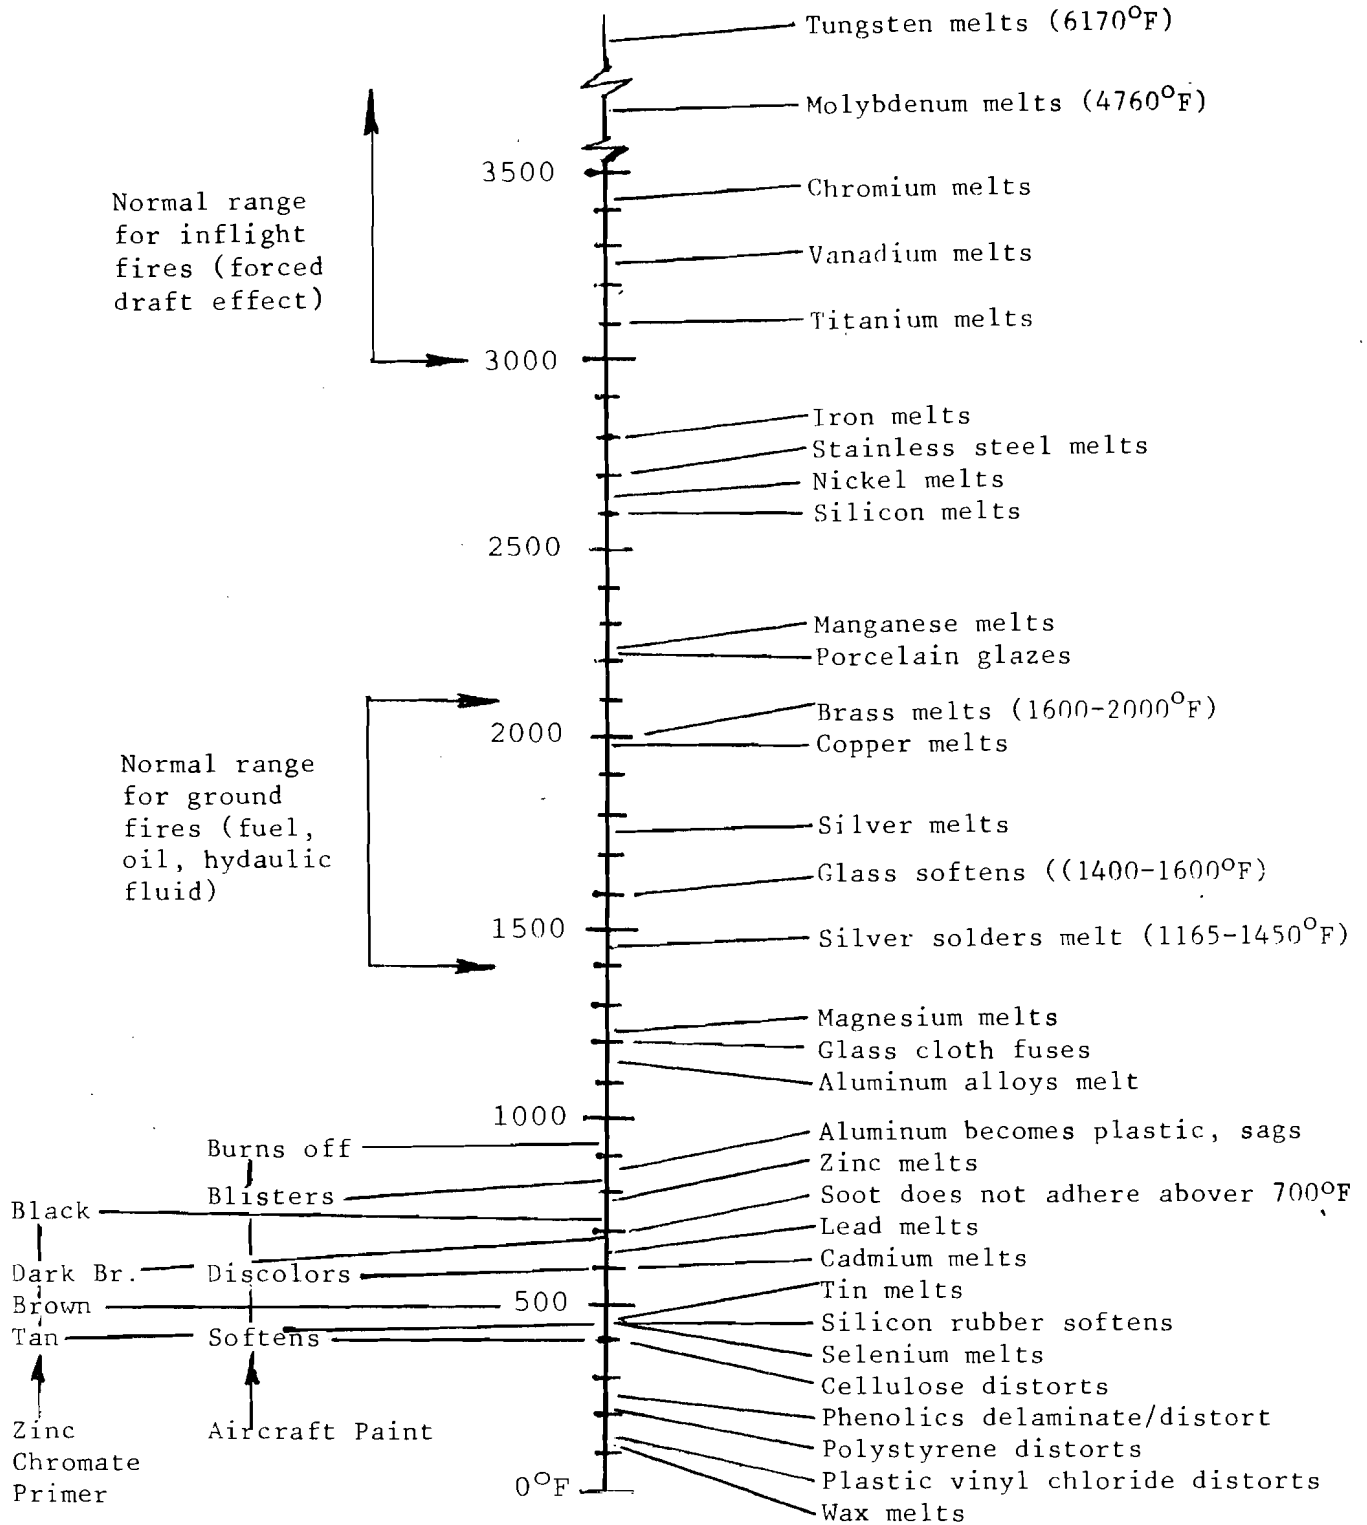 Tungsten melts (6170°F)
Molybdenum melts (4760°F)
3500
Chromium melts
Normal range
for inflight
fires (forced
draft effect)
Vanadium melts
Titanium melts
3000
Iron melts
Stainless steel melts
Nickel melts
Silicon melts
2500
Manganese melts
Porcelain glazes
Brass melts (1600-2000°F)
2000
Copper melts
Normal range
for ground
fires (fuel,
oil, hydaulic
fluid)
Silver melts
Glass softens ((1400-1600°F)
1500
Silver solders melt (1165-1450°F)
Magnesium melts
Glass cloth fuses
Aluminum alloys melt
1000
Aluminum becomes plastic, sags
Burns off
Zinc melts
Blisters
Soot does not adhere abover 700°F
Black
Lead melts
Cadmium melts
Dark Br.
Discolors
Tin melts
Brown
500
Silicon rubber softens
Tan
Softens
Selenium melts
Cellulose distorts
Phenolics delaminate/distort
Zinc
Chromate
Primer
Aircraft Paint
Polystyrene distorts
Plastic vinyl chloride distorts
0°F
Wax melts